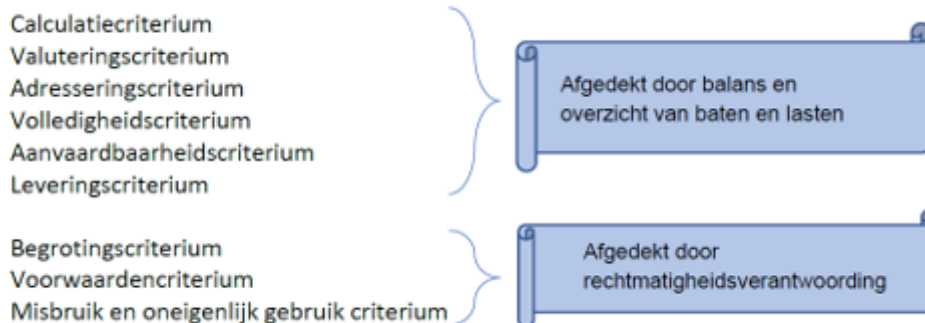 Calculatiecriterium
Valuteringscriterium
Adresseringscriterium
Volledigheidscriterium
Aanvaardbaarheidscriterium
Leveringscriterium
Afgedekt door balans en
overzicht van baten en lasten
Begrotingscriterium
Voorwaardencriterium
Misbruik en oneigenlijk gebruik criterium
Afgedekt door
rechtmatigheidsverantwoording